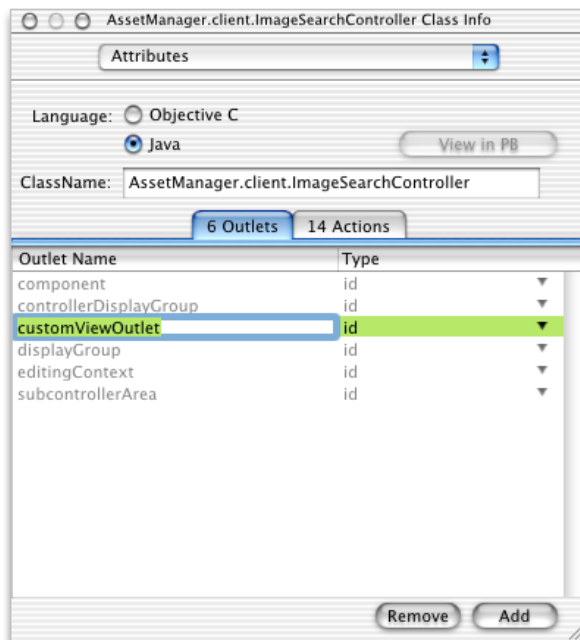 AssetManager.client.ImageSearchController Class Info
Attributes
Language: Objective C
Java
View in PB
ClassName: AssetManager.client.ImageSearchController
6 Outlets 14 Actions
Outlet Name Type
component id
controllerDisplayGroup id
customViewOutlet id
displayGroup id
editingContext id
subcontrollerArea id
Remove Add